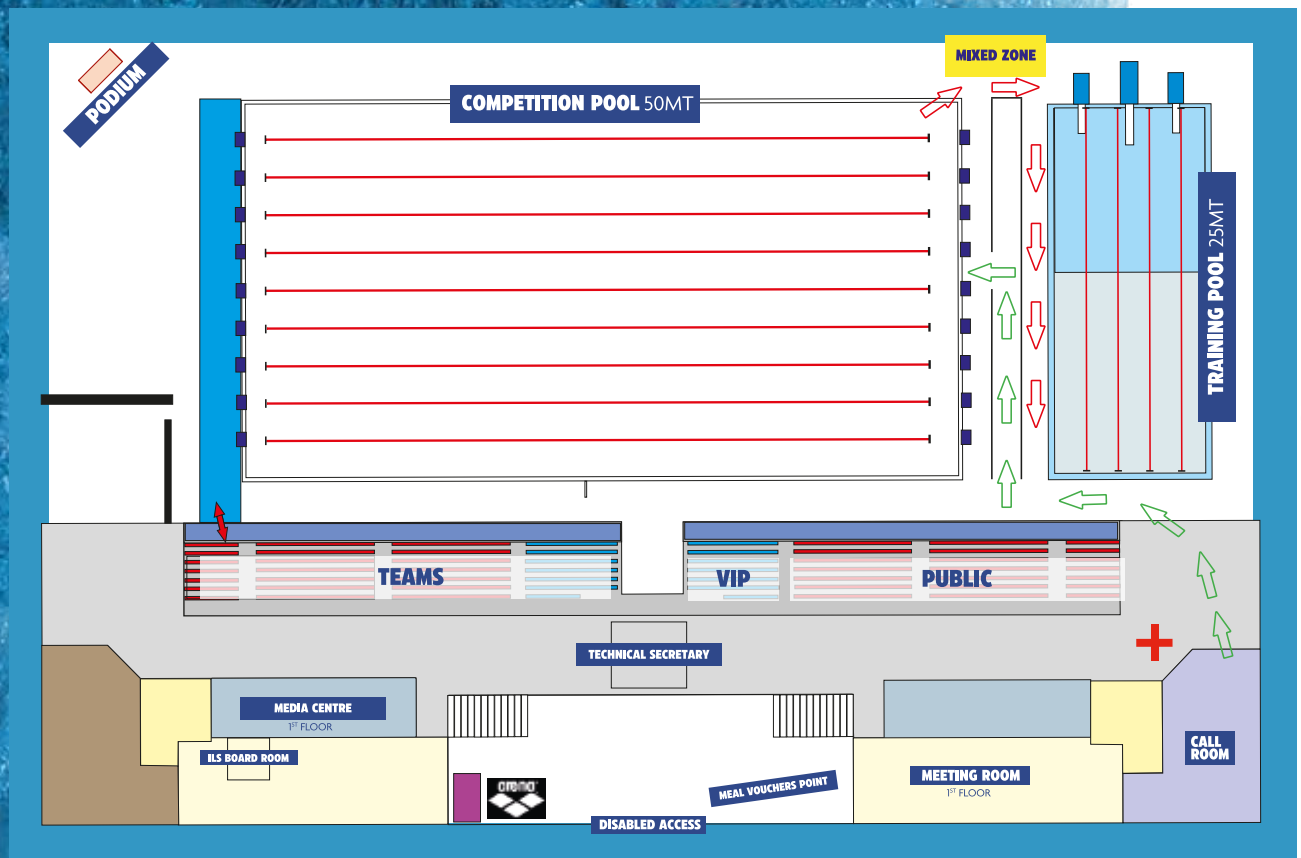 PODIUM
COMPETITION POOL 50MT
MIXED ZONE
TRAINING POOL 25MT
TEAMS
VIP
PUBLIC
TECHNICAL SECRETARY
MEDIA CENTRE
1ST FLOOR
ILS BOARD ROOM
arena
MEAL VOUCHERS POINT
MEETING ROOM
1ST FLOOR
CALL
ROOM
DISABLED ACCESS